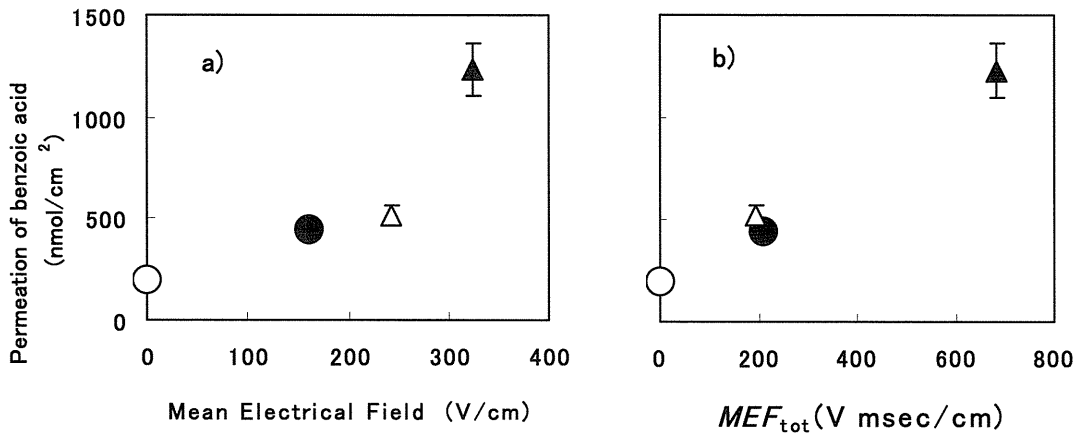 Permeation of benzoic acid
(nmol/cm ²)
1500
1000
500
0
a)
0 100 200 300 400
Mean Electrical Field (V/cm)
b)
0 200 400 600 800
MEFtot(V msec/cm)